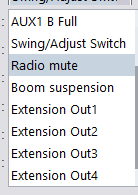 AUX1 B Full
Swing/Adjust Switch
Radio mute
Boom suspension
Extension Out1
Extension Out2
Extension Out3
Extension Out4